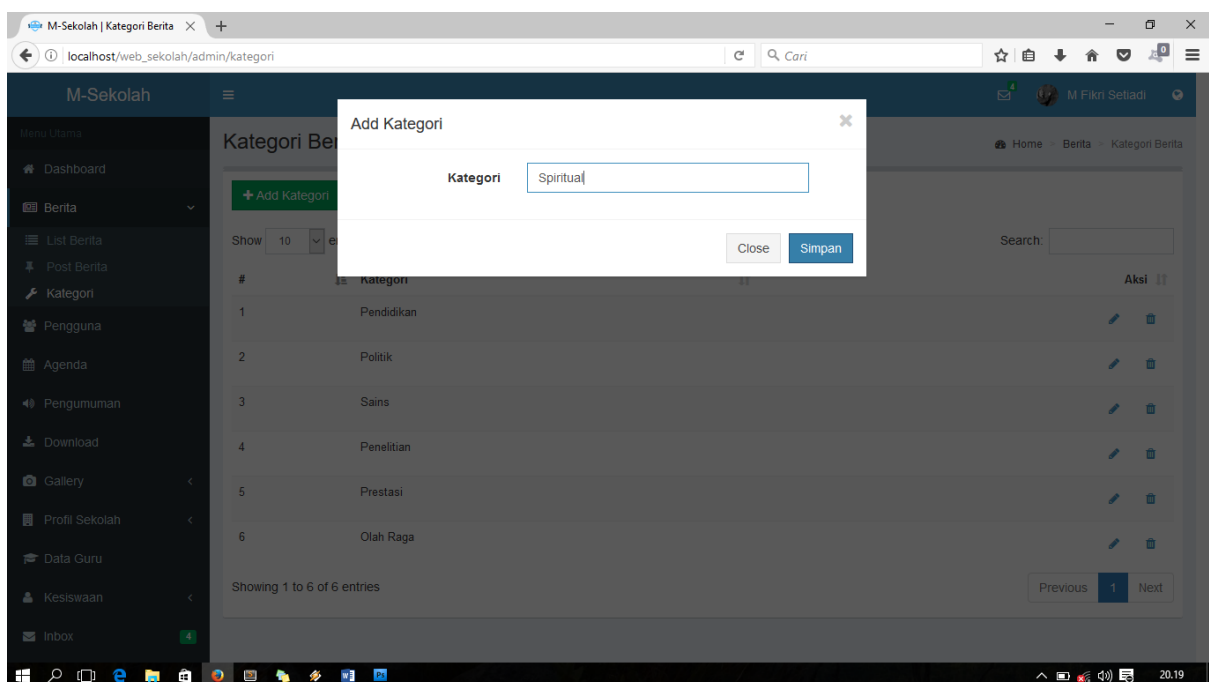 M-Sekolah | Kategori Berita
localhost/web_sekolah/admin/kategori
Cari
0
M-Sekolah
4
M Fikri Setiadi
Menu Utama
Kategori Ber
Home > Berita > Kategori Berita
Add Kategori
Kategori Spiritual
Close Simpan
Dashboard
Berita
List Berita
Post Berita
Kategori
Pengguna
Agenda
Pengumuman
Download
Gallery
Profil Sekolah
Data Guru
Kesiswaan
Inbox 4
+ Add Kategori
Show 10 e
Search:
# Kategori Aksi
1 Pendidikan
2 Politik
3 Sains
4 Penelitian
5 Prestasi
6 Olah Raga
Showing 1 to 6 of 6 entries
Previous 1 Next
20.19